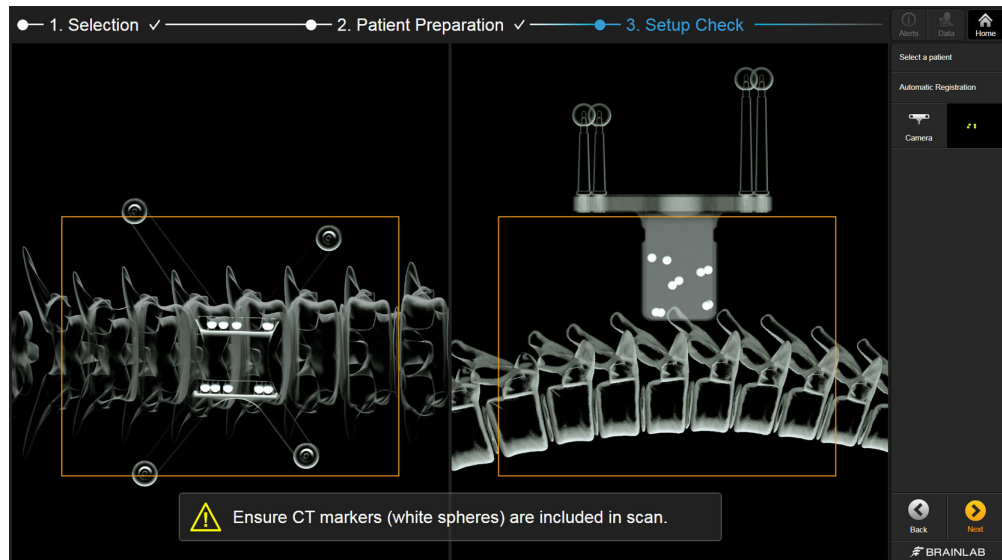 1. Selection
2. Patient Preparation
3. Setup Check
Alerts
Data
Home
Select a patient
Automatic Registration
Camera
Ensure CT markers (white spheres) are included in scan.
Back
Next
BRAINLAB